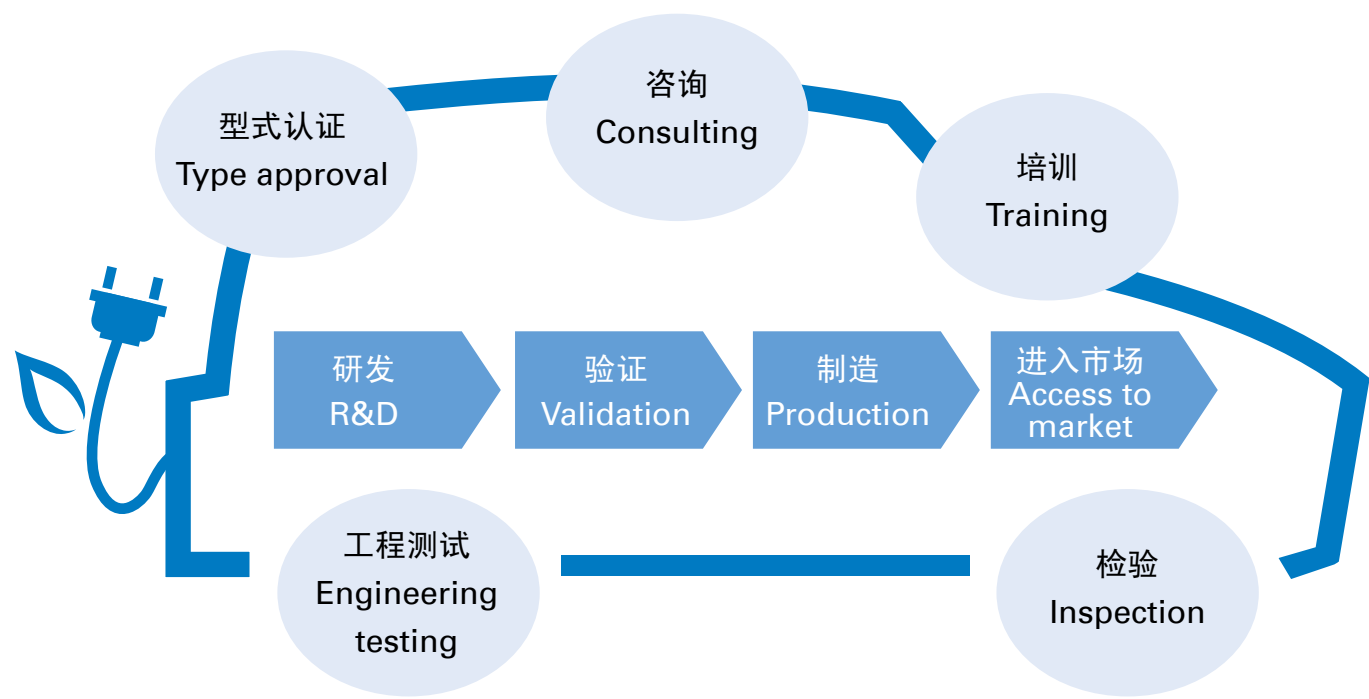 型式认证
Type approval
咨询
Consulting
培训
Training
研发
R&D
验证
Validation
制造
Production
进入市场
Access to
market
工程测试
Engineering
testing
检验
Inspection